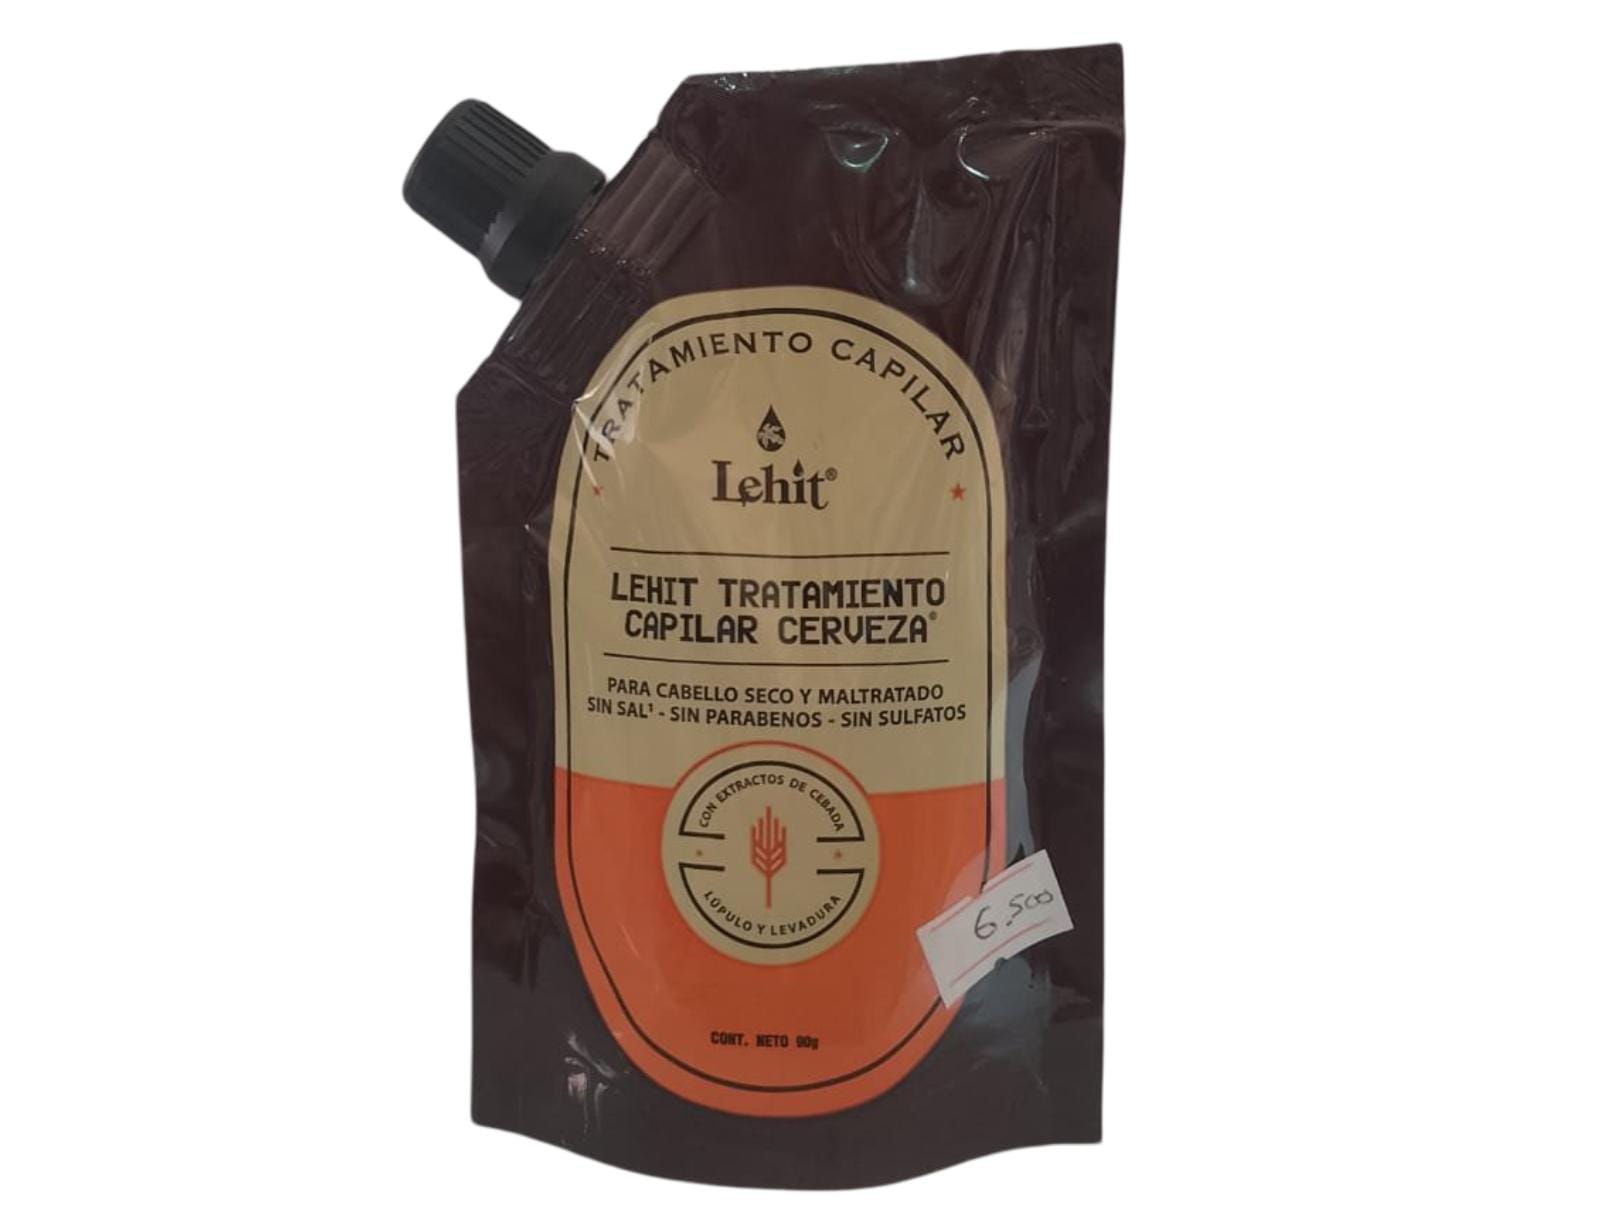 TRATAMIENTO CAPILAR
Lehit®
LEHIT TRATAMIENTO
CAPILAR CERVEZA®
PARA CABELLO SECO Y MALTRATADO
SIN SAL¹ - SIN PARABENOS - SIN SULFATOS
CON EXTRACTOS DE CEBADA
LÚPULO Y LEVADURA
6.500
CONT. NETO 90g